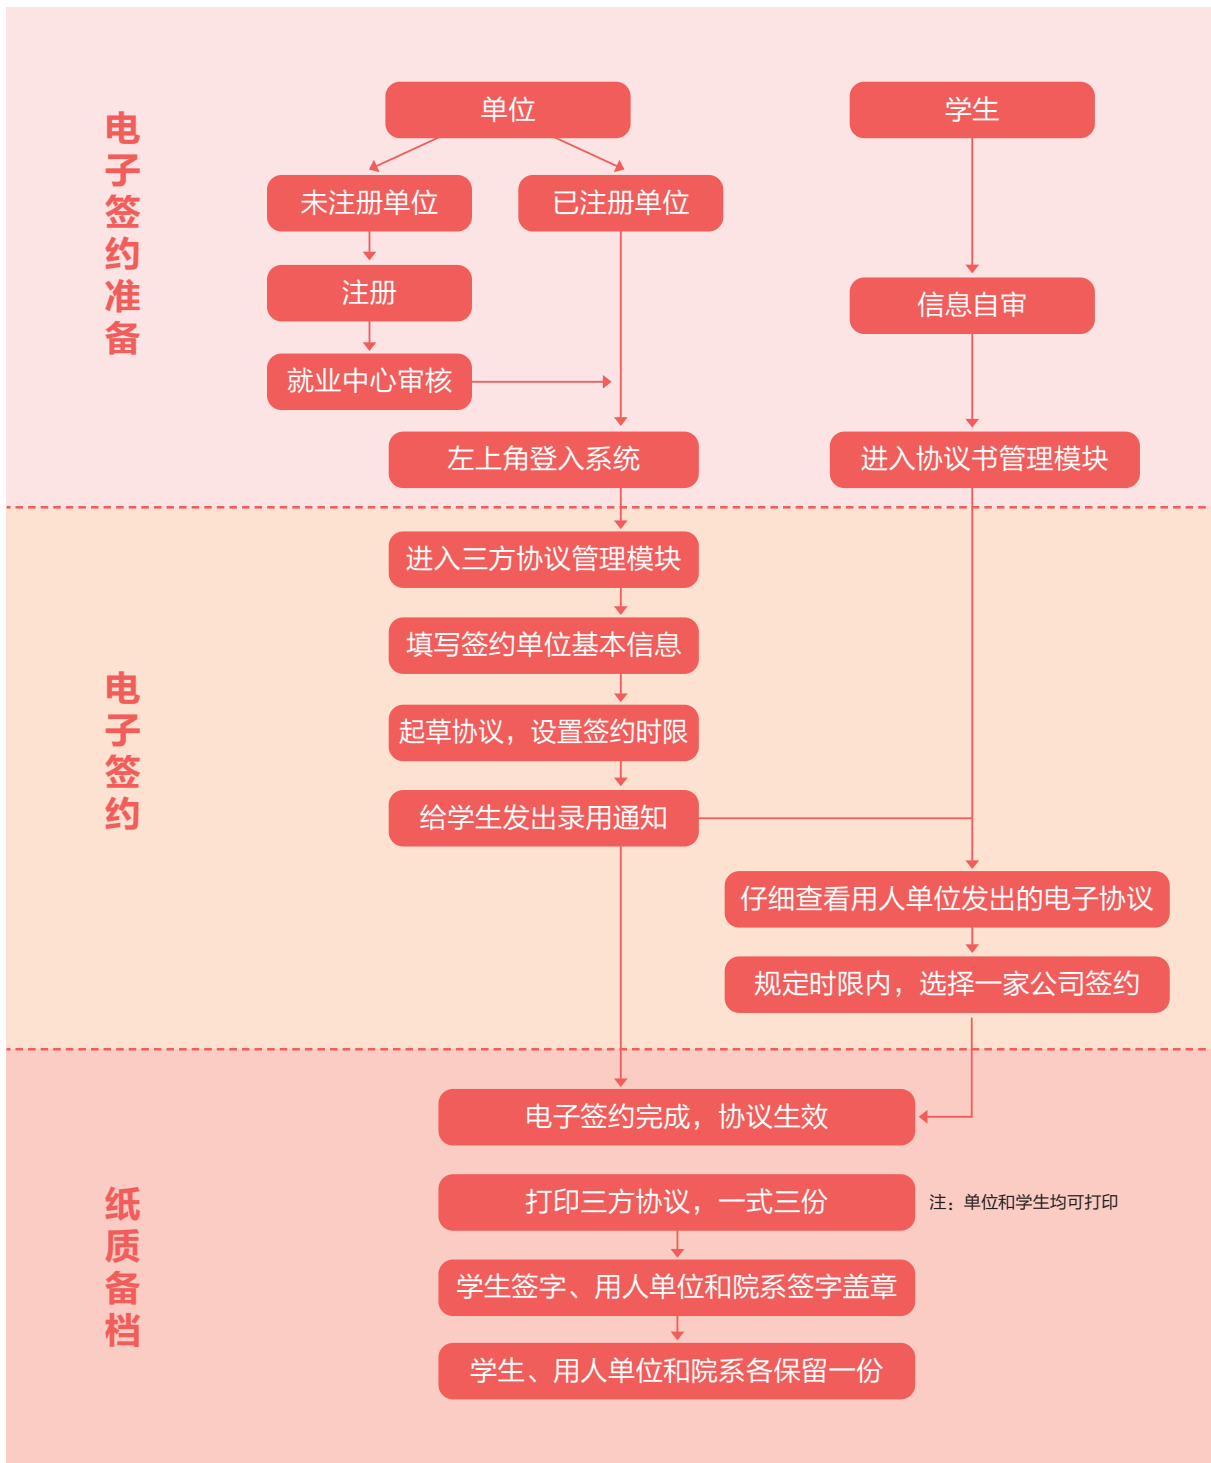 电子签约准备
单位
学生
未注册单位
已注册单位
注册
信息自审
就业中心审核
左上角登入系统
进入协议书管理模块
电子签约
进入三方协议管理模块
填写签约单位基本信息
起草协议，设置签约时限
给学生发出录用通知
仔细查看用人单位发出的电子协议
规定时限内，选择一家公司签约
纸质备档
电子签约完成，协议生效
打印三方协议，一式三份
注：单位和学生均可打印
学生签字、用人单位和院系签字盖章
学生、用人单位和院系各保留一份